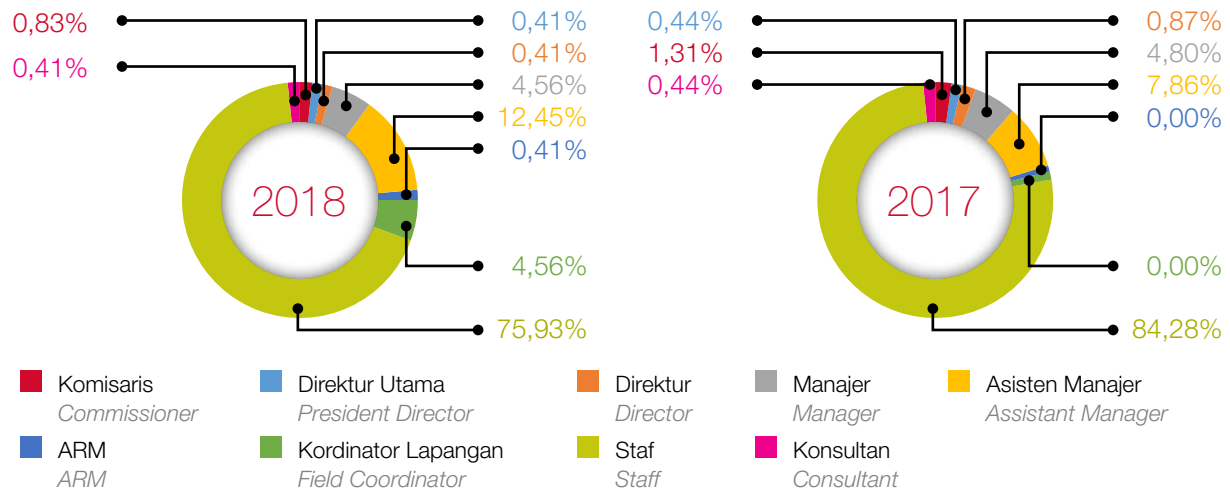 0,83%
0,41%
2018
0,41%
0,41%
4,56%
12,45%
0,41%
4,56%
75,93%
0,44%
1,31%
0,44%
2017
0,87%
4,80%
7,86%
0,00%
0,00%
84,28%
Komisaris
Commissioner
Direktur Utama
President Director
Direktur
Director
Manajer
Manager
Asisten Manajer
Assistant Manager
ARM
ARM
Kordinator Lapangan
Field Coordinator
Staf
Staff
Konsultan
Consultant